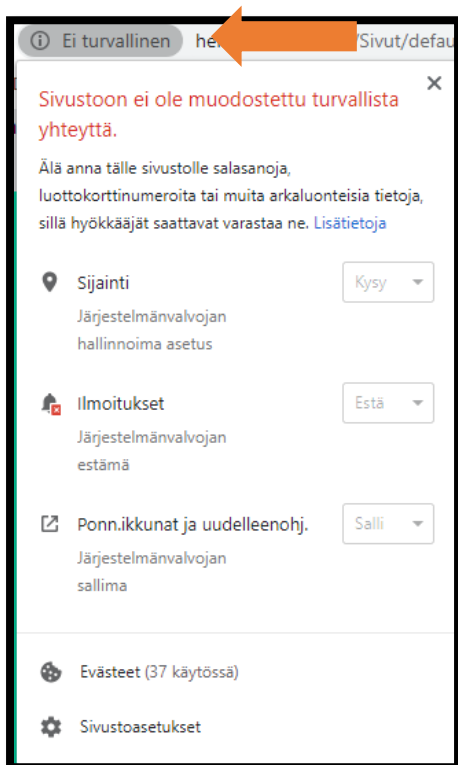 Ei turvallinen he /Sivut/defau
Sivustoon ei ole muodostettu turvallista
yhteyttä.
Älä anna tälle sivustolle salasanoja,
luottokorttinumeroita tai muita arkaluonteisia tietoja,
sillä hyökkääjät saattavat varastaa ne. Lisätietoja
Sijainti Kysy
Järjestelmänvalvojan
hallinnoima asetus
Ilmoitukset Estä
Järjestelmänvalvojan
estämä
Ponn.ikkunat ja uudelleenohj. Salli
Järjestelmänvalvojan
sallima
Evästeet (37 käytössä)
Sivustoasetukset